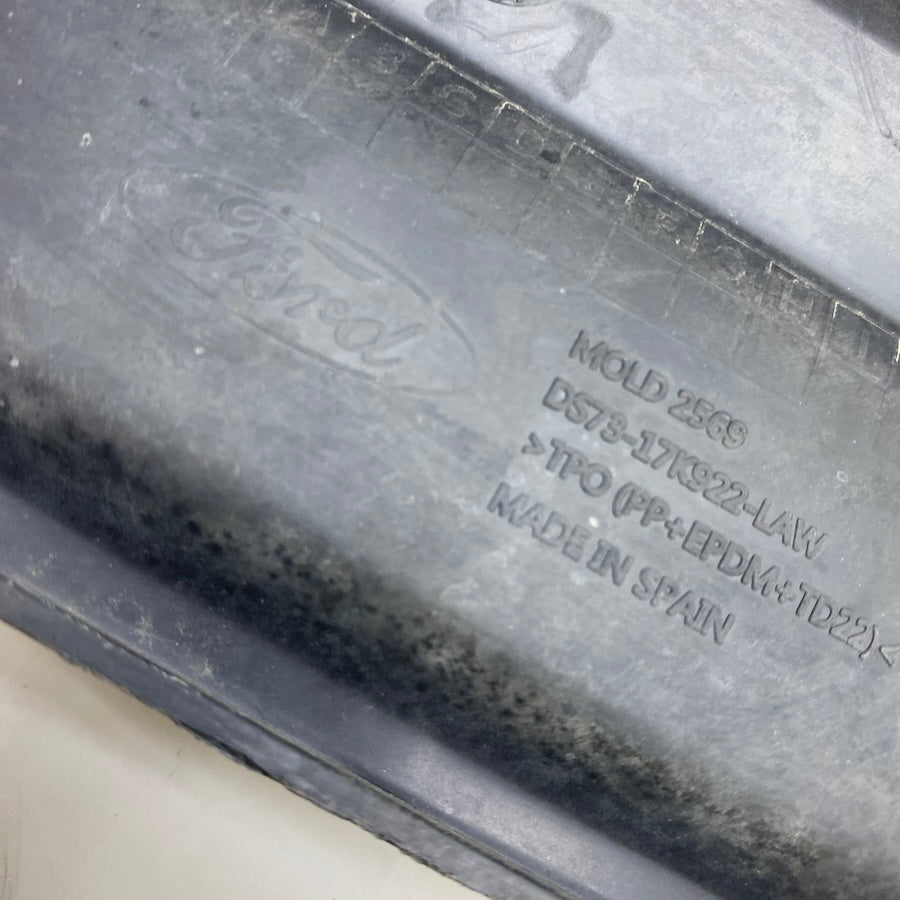 C D E F G H I
Ford
MOLD 2569
DS73-17K922-LAW
>TPO (PP+EPDM+TD22)<
MADE IN SPAIN